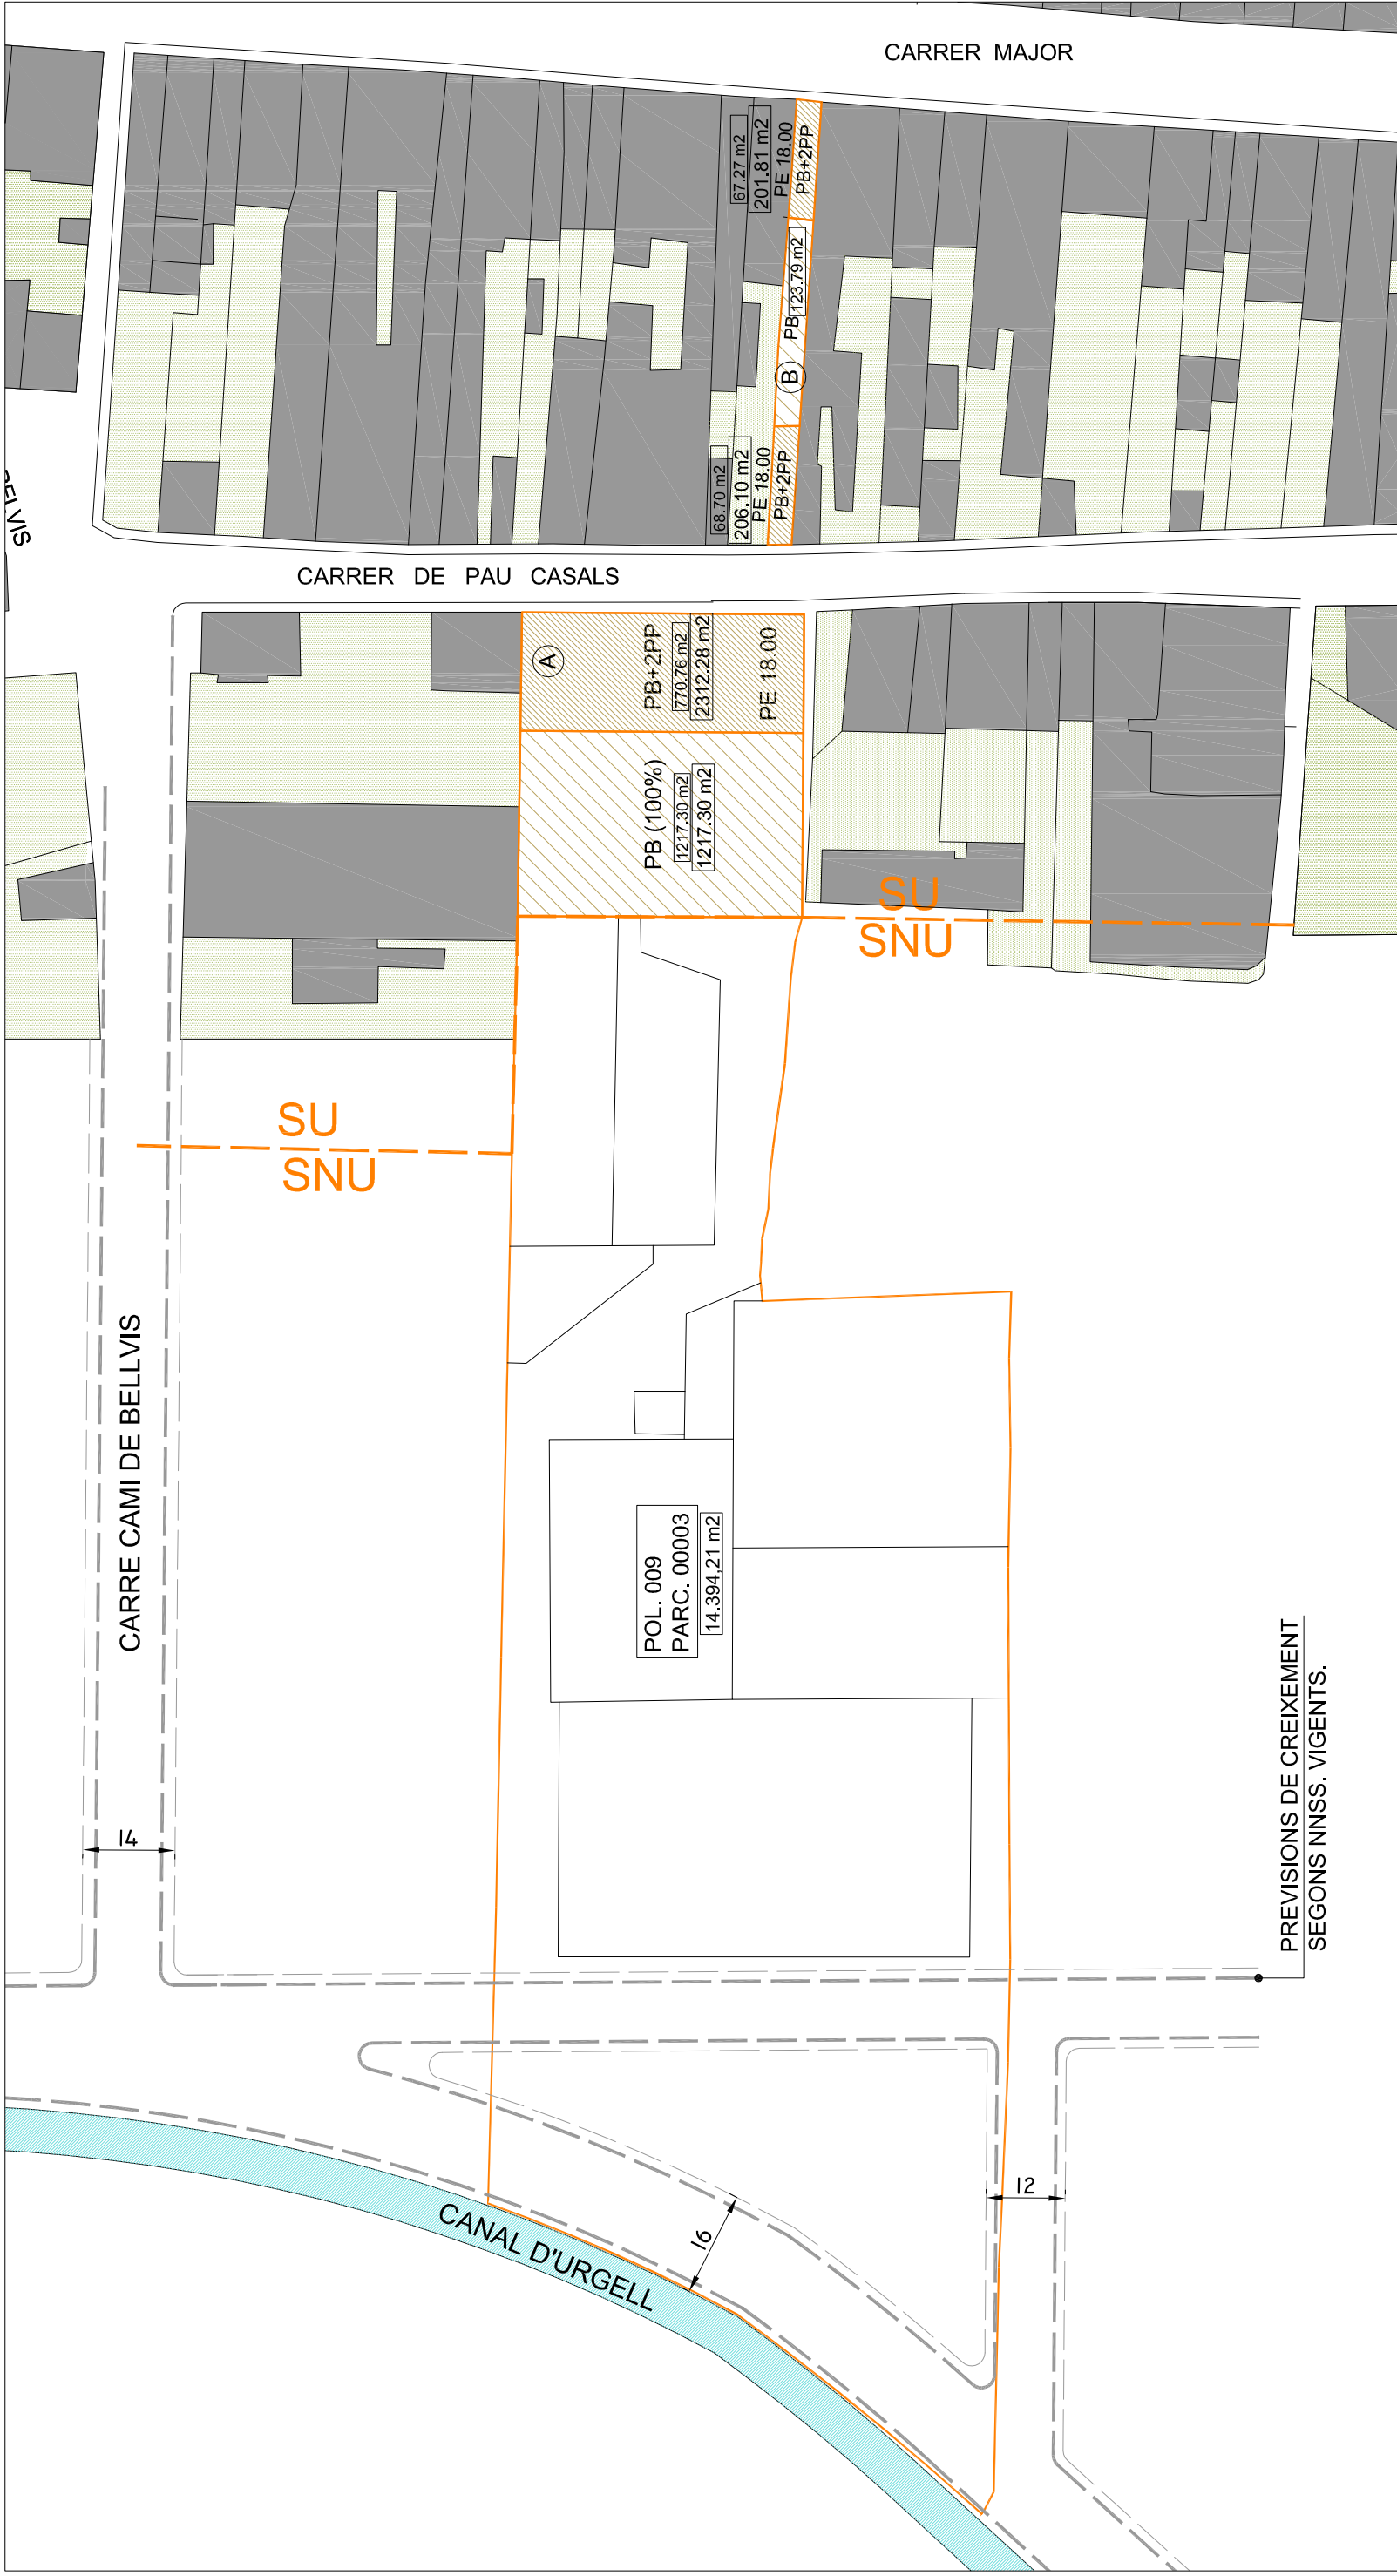 CARRER MAJOR
67.27 m2
201.81 m2
PE 18.00
PB+2PP
PB
123.79 m2
B
68.70 m2
206.10 m2
PE 18.00
PB+2PP
CARRER DE PAU CASALS
A
PB+2PP
770.76 m2
2312.28 m2
PE 18.00
PB (100%)
1217.30 m2
1217.30 m2
SU
SNU
SU
SNU
CARRE CAMI DE BELLVIS
POL. 009
PARC. 00003
14.394,21 m2
14
PREVISIONS DE CREIXEMENT
SEGONS NNSS. VIGENTS.
12
16
CANAL D'URGELL